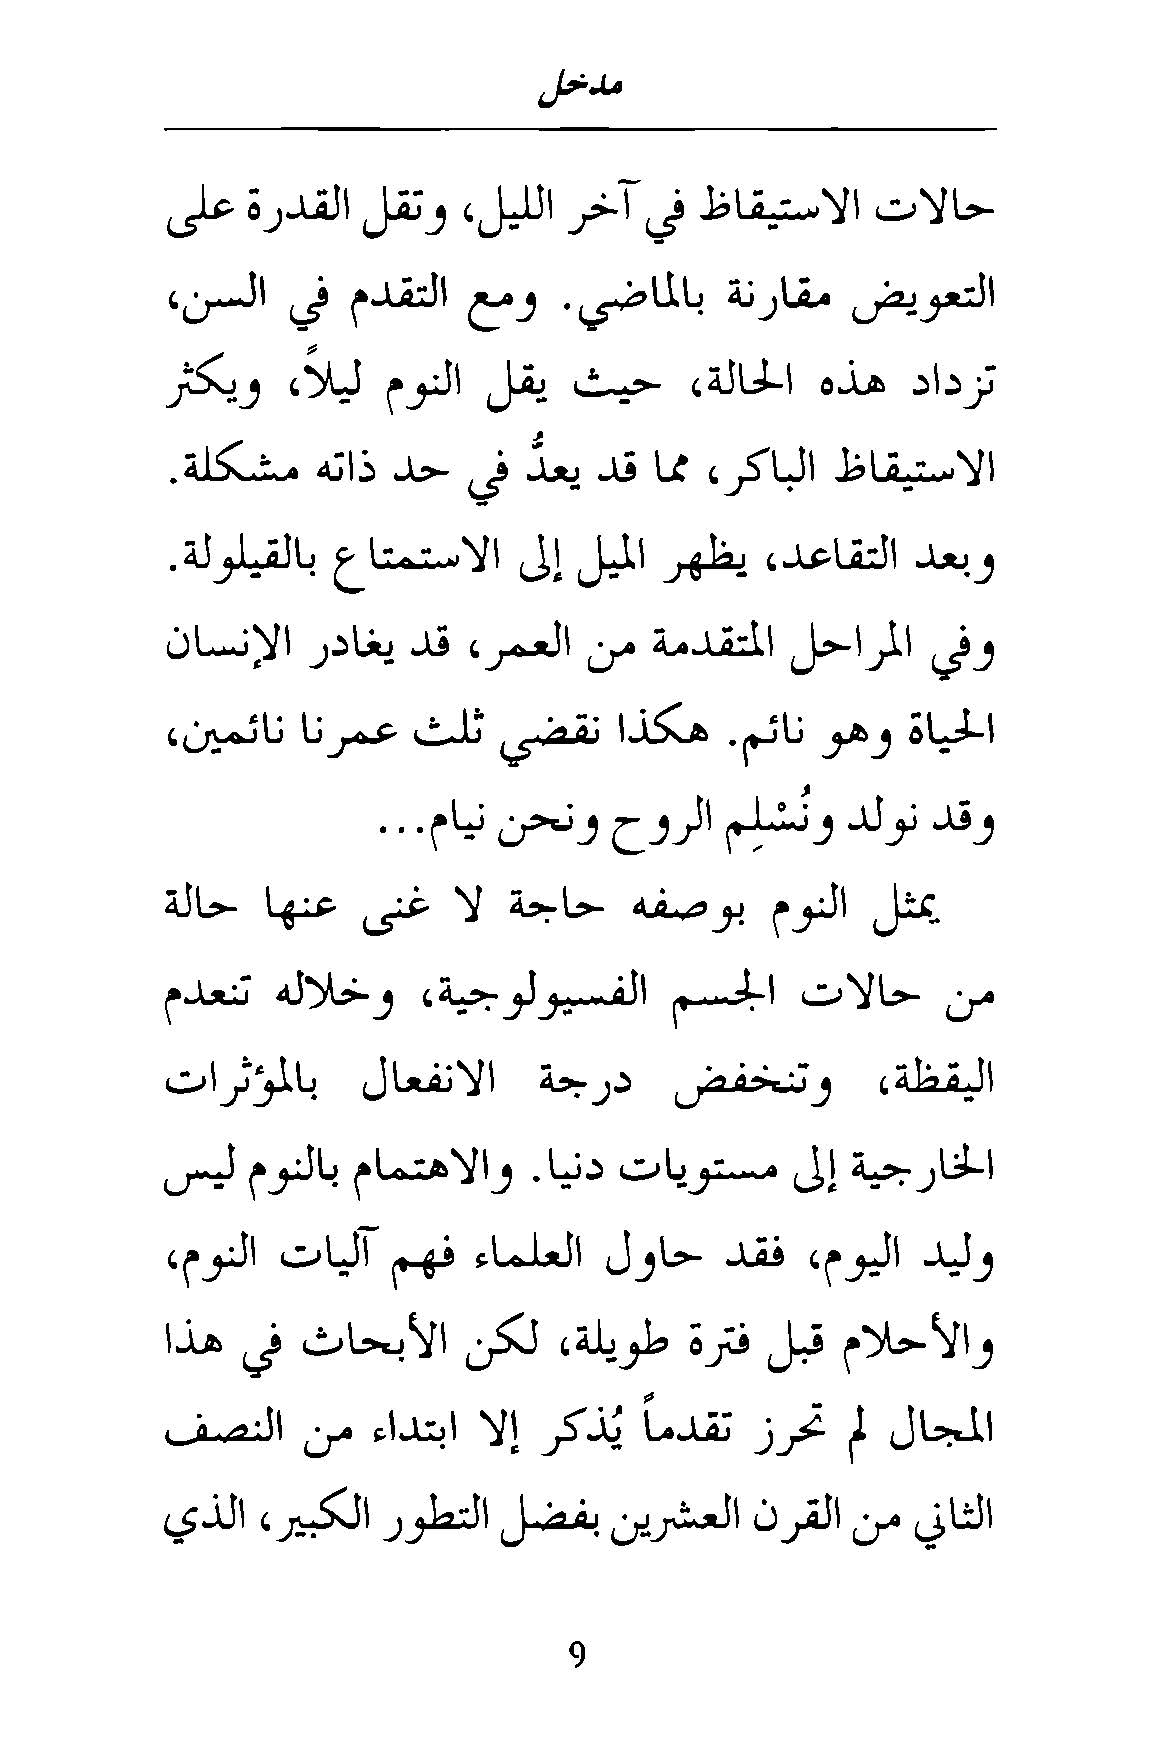 مدخل
حالات الاستيقاظ في آخر الليل، وتقل القدرة على
التعويض مقارنة بالماضي. ومع التقدم في السن،
تزداد هذه الحالة، حيث يقل النوم ليلاً، ويكثر
الاستيقاظ الباكر، مما قد يعدُّ في حد ذاته مشكلة.
وبعد التقاعد، يظهر الميل إلى الاستمتاع بالقيلولة.
وفي المراحل المتقدمة من العمر، قد يغادر الإنسان
الحياة وهو نائم. هكذا نقضي ثلث عمرنا نائمين،
وقد نولد ونُسْلِم الروح ونحن نيام...
يمثل النوم بوصفه حاجة لا غنى عنها حالة
من حالات الجسم الفسيولوجية، وخلاله تنعدم
اليقظة، وتنخفض درجة الانفعال بالمؤثرات
الخارجية إلى مستويات دنيا. والاهتمام بالنوم ليس
وليد اليوم، فقد حاول العلماء فهم آليات النوم،
والأحلام قبل فترة طويلة، لكن الأبحاث في هذا
المجال لم تحرز تقدماً يُذكر إلا ابتداء من النصف
الثاني من القرن العشرين بفضل التطور الكبير، الذي
9